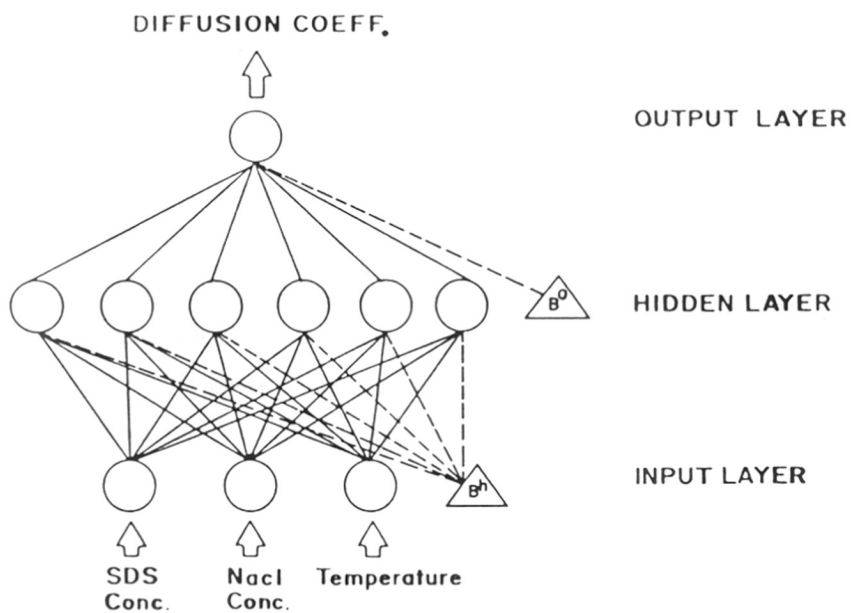 DIFFUSION COEFF.
OUTPUT LAYER
B^o
HIDDEN LAYER
B^h
INPUT LAYER
SDS Conc.
Nacl Conc.
Temperature